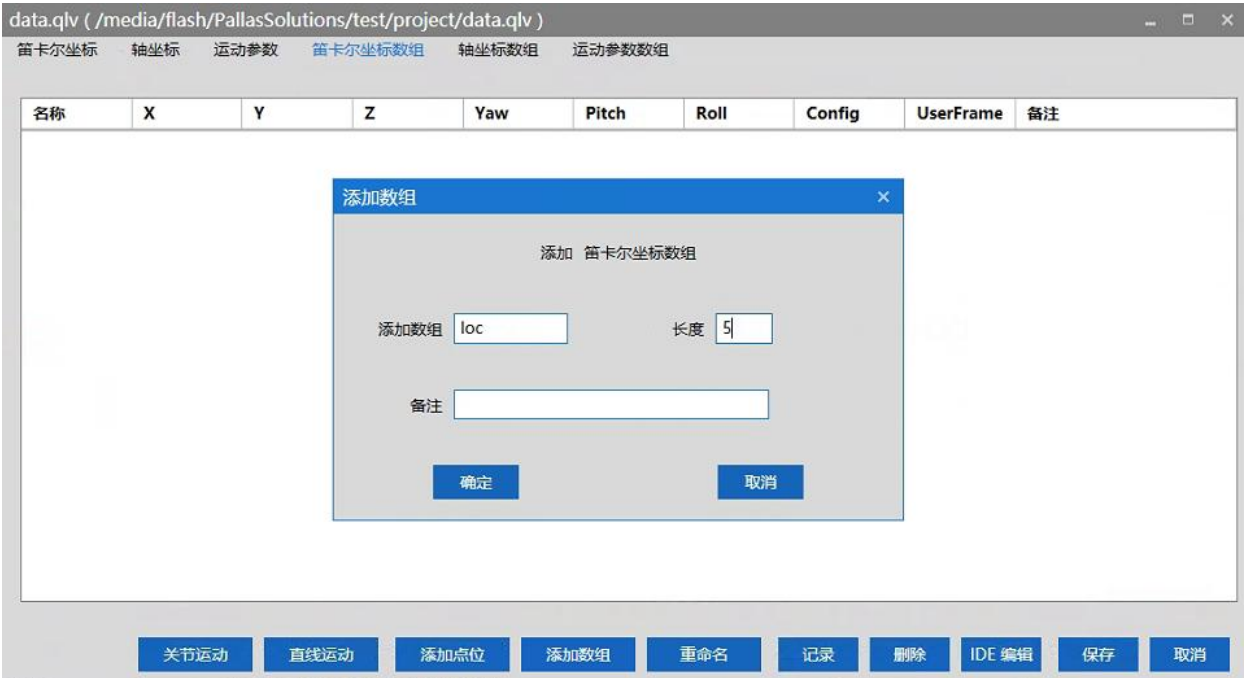 data.qlv ( /media/flash/PallasSolutions/test/project/data.qlv )
笛卡尔坐标 轴坐标 运动参数 笛卡尔坐标数组 轴坐标数组 运动参数数组
名称 X Y Z Yaw Pitch Roll Config UserFrame 备注
添加数组
添加 笛卡尔坐标数组
添加数组 loc 长度 5
备注
确定 取消
关节运动 直线运动 添加点位 添加数组 重命名 记录 删除 IDE 编辑 保存 取消